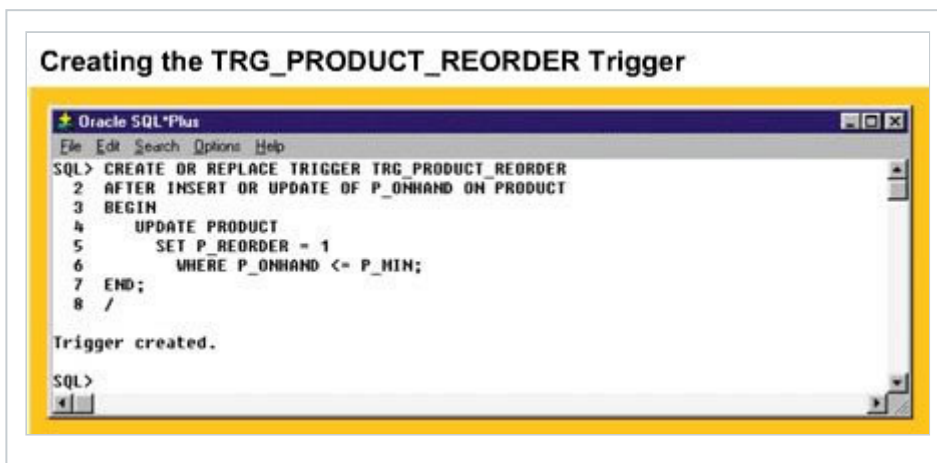 Creating the TRG_PRODUCT_REORDER Trigger
Oracle SQL*Plus
File Edit Search Options Help
SQL> CREATE OR REPLACE TRIGGER TRG_PRODUCT_REORDER
2 AFTER INSERT OR UPDATE OF P_ONHAND ON PRODUCT
3 BEGIN
4 UPDATE PRODUCT
5 SET P_REORDER = 1
6 WHERE P_ONHAND <= P_MIN;
7 END;
8 /
Trigger created.
SQL>